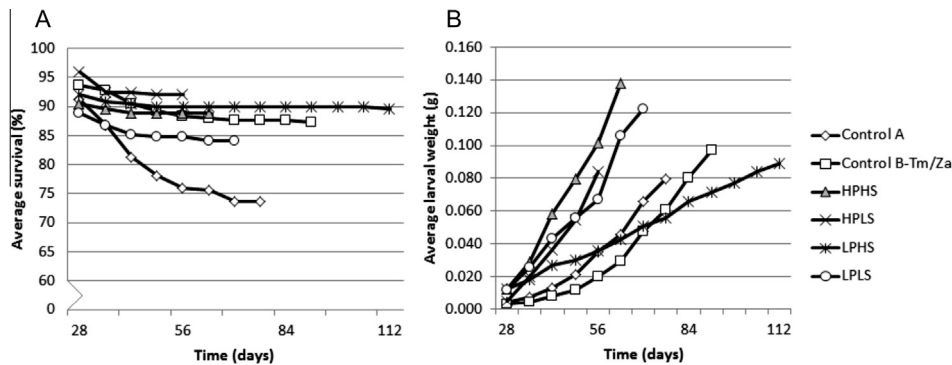 A
Average survival (%)
100
95
90
85
80
75
70
65
60
0
28
56
84
112
Time (days)
B
Average larval weight (g)
0.160
0.140
0.120
0.100
0.080
0.060
0.040
0.020
0.000
28
56
84
112
Time (days)
Control A
Control B-Tm/Za
HPHS
HPLS
LPHS
LPLS